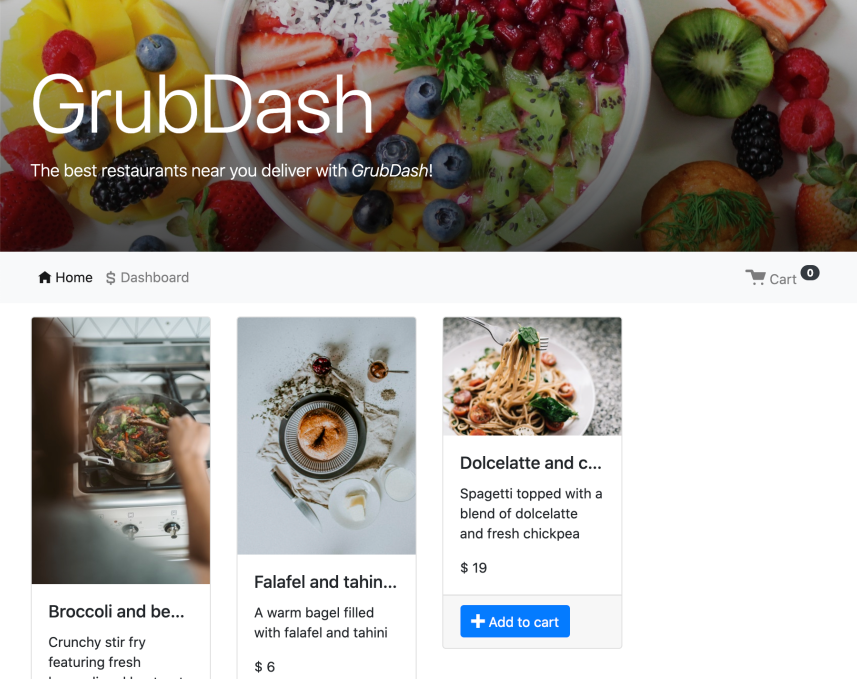 GrubDash
The best restaurants near you deliver with GrubDash!
Home
$ Dashboard
Cart
0
Broccoli and be...
Crunchy stir fry
featuring fresh
Falafel and tahin...
A warm bagel filled
with falafel and tahini
$ 6
Dolcelatte and c...
Spagetti topped with a
blend of dolcelatte
and fresh chickpea
$ 19
Add to cart